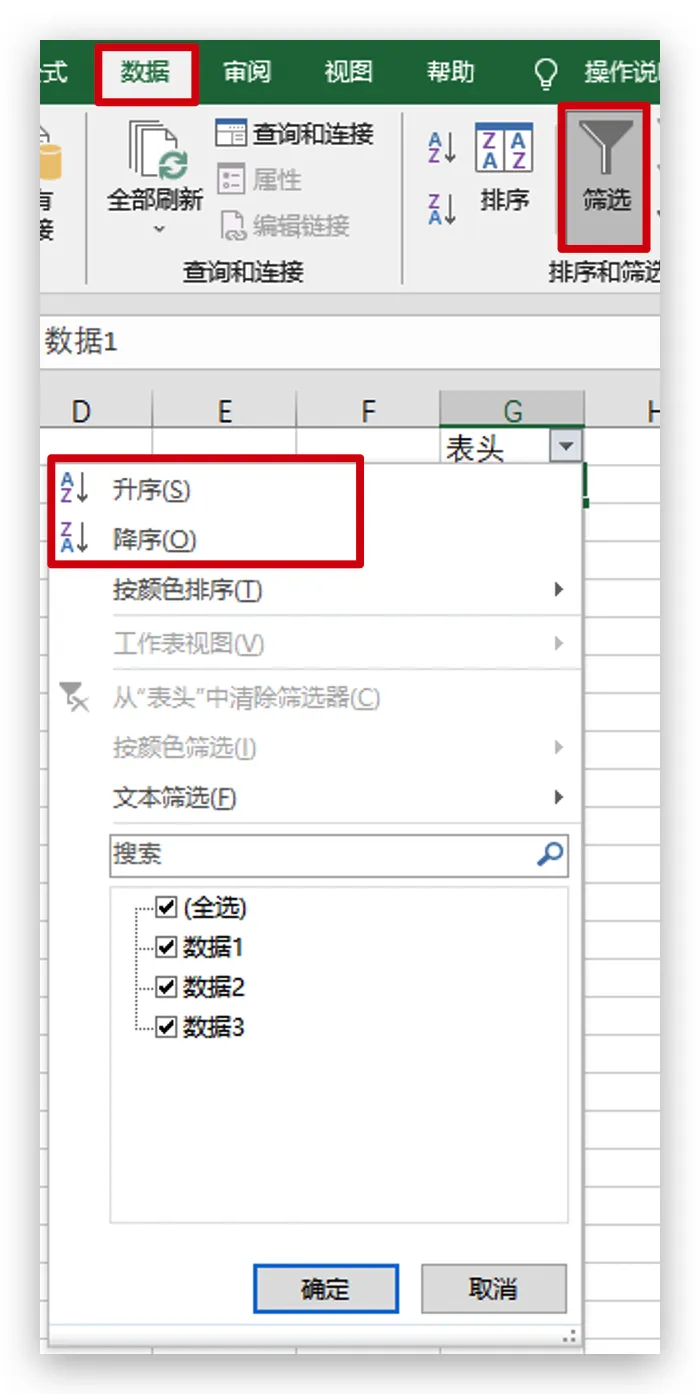 式 数据 审阅 视图 帮助 操作说
全部刷新
查询和连接
属性
编辑链接
查询和连接
排序
筛选
排序和筛选
数据1
D E F G H
表头
升序(S)
降序(O)
按颜色排序(T)
工作表视图(V)
从“表头”中清除筛选器(C)
按颜色筛选(I)
文本筛选(F)
搜索
(全选)
数据1
数据2
数据3
确定 取消